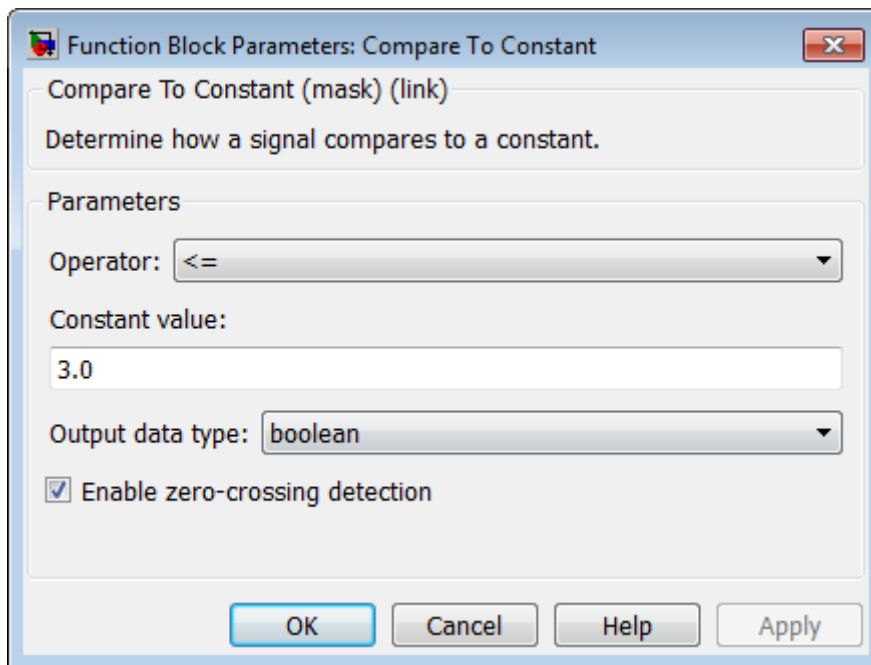 Function Block Parameters: Compare To Constant
Compare To Constant (mask) (link)
Determine how a signal compares to a constant.
Parameters
Operator: <=
Constant value:
3.0
Output data type: boolean
Enable zero-crossing detection
OK Cancel Help Apply